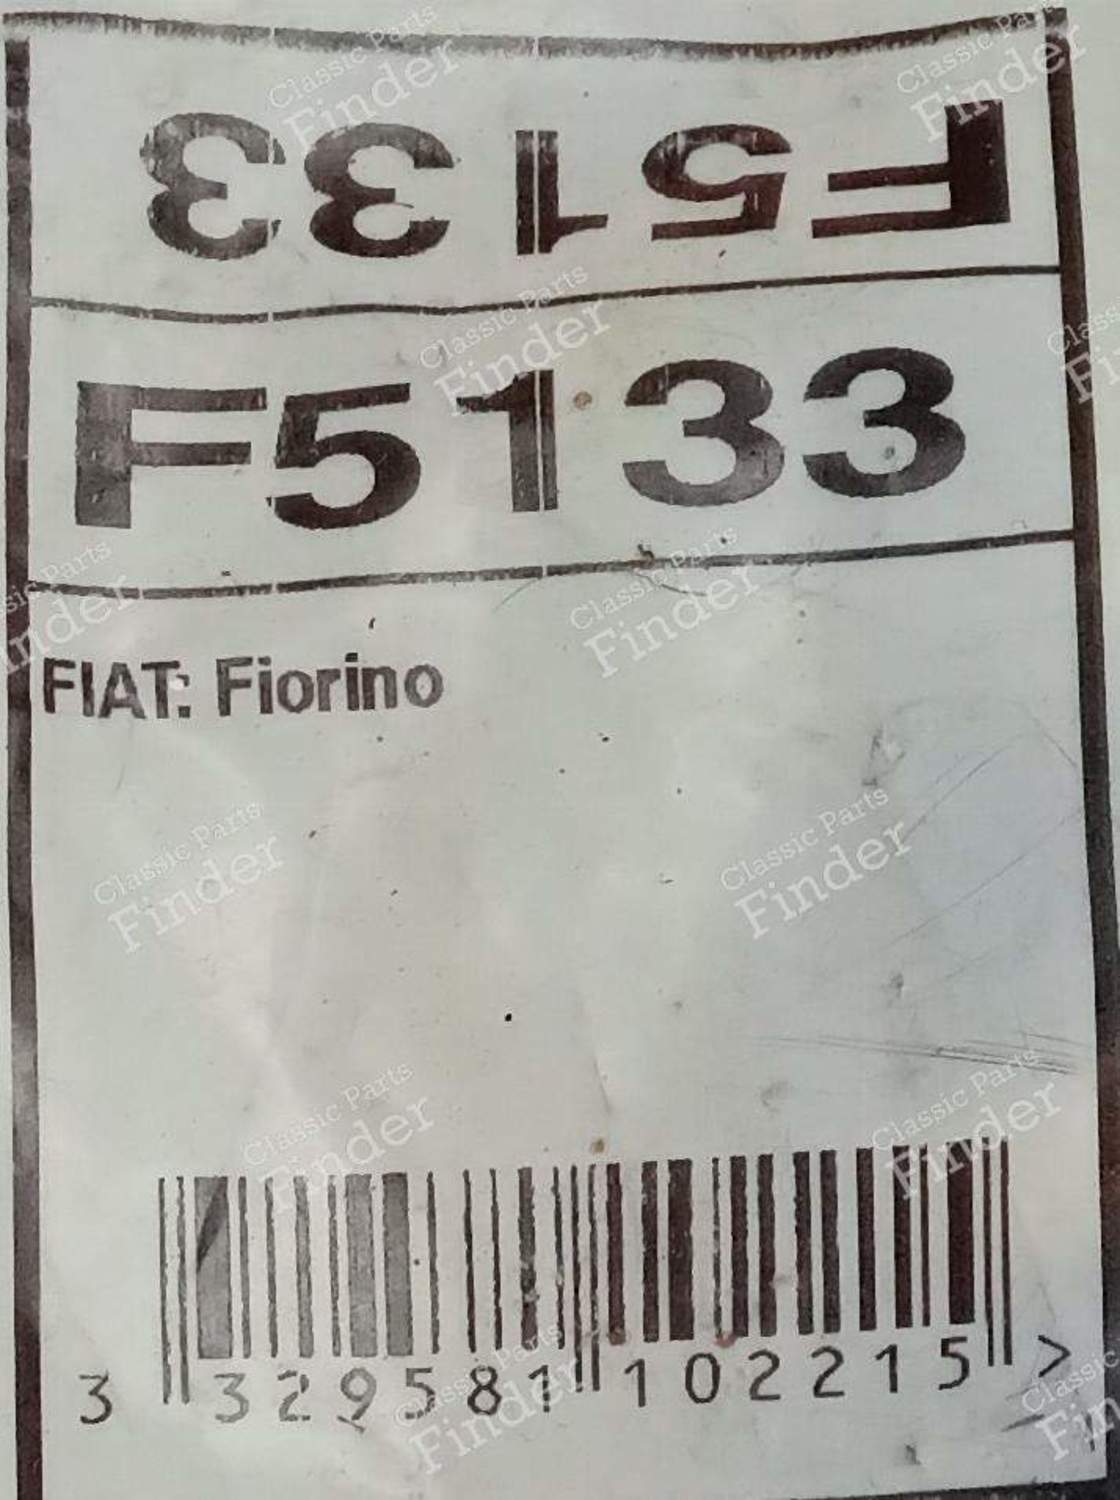 F5133
F5133
FIAT: Fiorino
3 329581 102215 >
Classic Parts
Finder